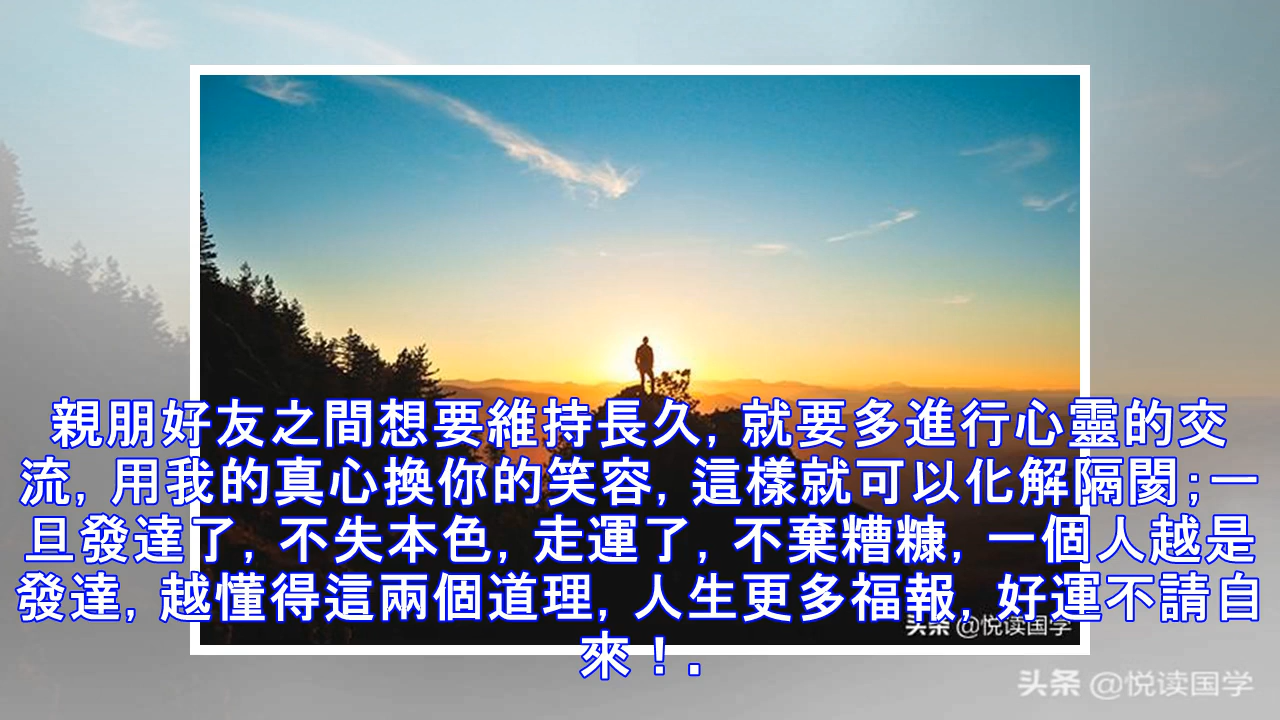 親朋好友之間想要維持長久,就要多進行心靈的交
流,用我的真心換你的笑容,這樣就可以化解隔閡;一
旦發達了,不失本色,走運了,不棄糟糠,一個人越是
發達,越懂得這兩個道理,人生更多福報,好運不請自
來!.
头条 @悦读国学
头条 @悦读国学